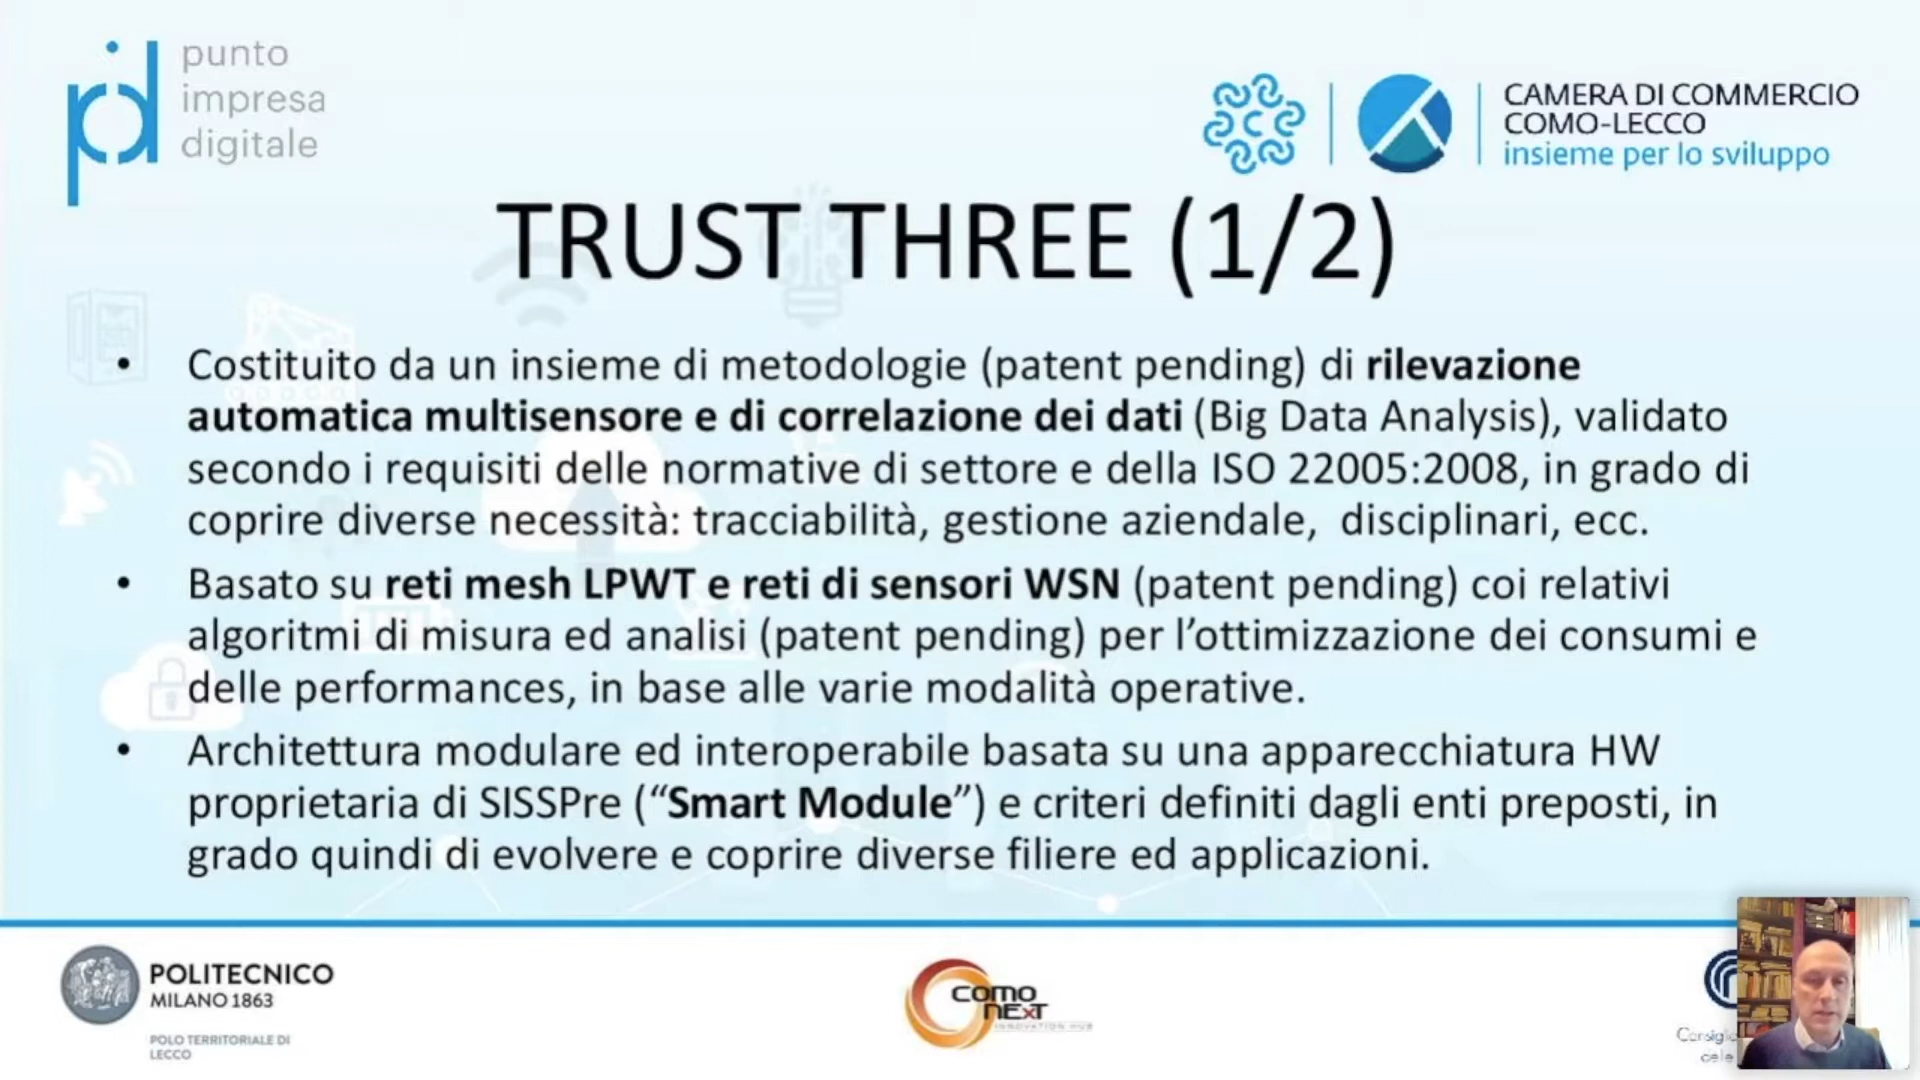 punto
impresa
digitale
CAMERA DI COMMERCIO
COMO-LECCO
insieme per lo sviluppo
TRUST THREE (1/2)
• Costituito da un insieme di metodologie (patent pending) di rilevazione
automatica multisensore e di correlazione dei dati (Big Data Analysis), validato
secondo i requisiti delle normative di settore e della ISO 22005:2008, in grado di
coprire diverse necessità: tracciabilità, gestione aziendale, disciplinari, ecc.
• Basato su reti mesh LPWT e reti di sensori WSN (patent pending) coi relativi
algoritmi di misura ed analisi (patent pending) per l’ottimizzazione dei consumi e
delle performances, in base alle varie modalità operative.
• Architettura modulare ed interoperabile basata su una apparecchiatura HW
proprietaria di SISSPre (“Smart Module”) e criteri definiti dagli enti preposti, in
grado quindi di evolvere e coprire diverse filiere ed applicazioni.
POLITECNICO
MILANO 1863
POLO TERRITORIALE DI
LECCO
COMO
NExT
INNOVATION HUB